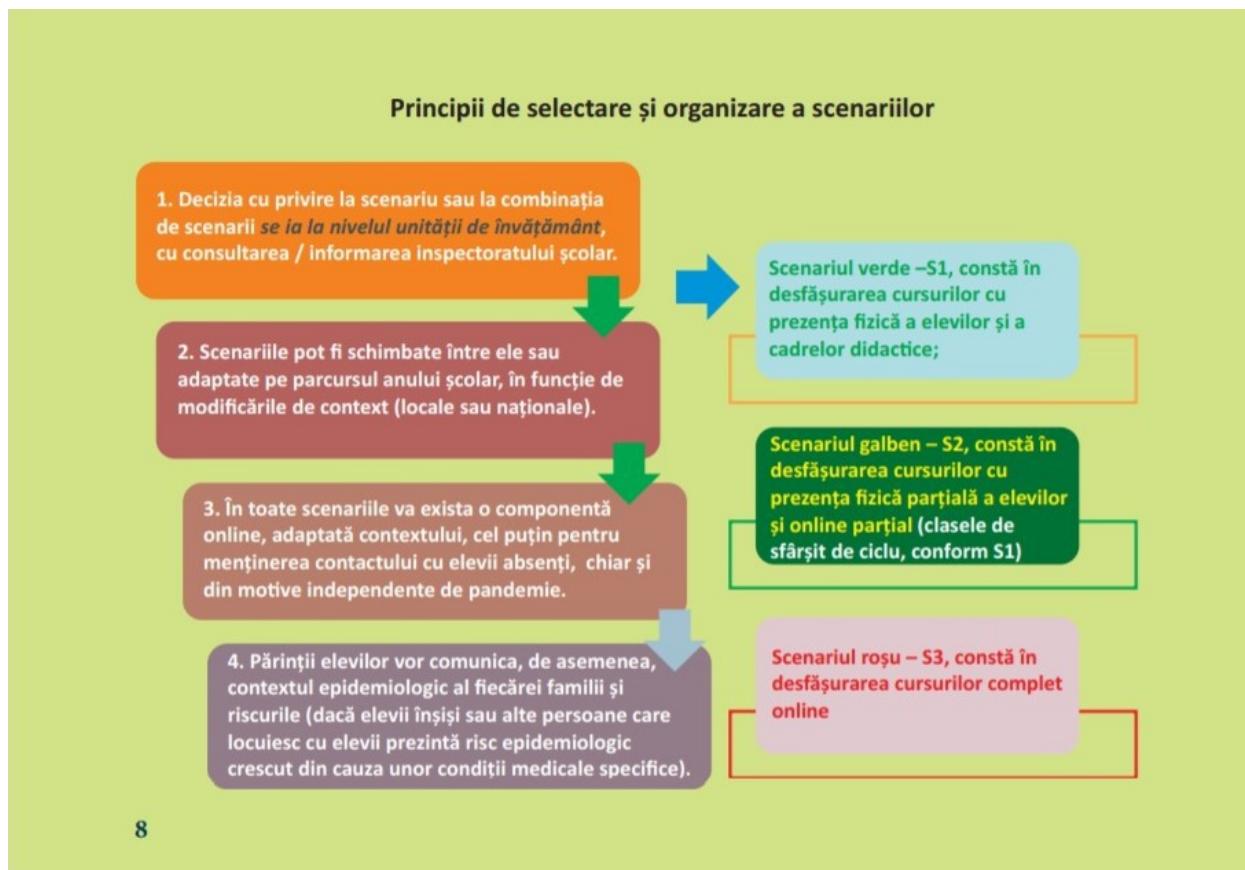 Principii de selectare și organizare a scenariilor
1. Decizia cu privire la scenariu sau la combinația
de scenarii se ia la nivelul unității de învățământ,
cu consultarea / informarea inspectoratului școlar.
2. Scenariile pot fi schimbate între ele sau
adaptate pe parcursul anului școlar, în funcție de
modificările de context (locale sau naționale).
3. În toate scenariile va exista o componentă
online, adaptată contextului, cel puțin pentru
menținerea contactului cu elevii absenți,  chiar și
din motive independente de pandemie.
4. Părinții elevilor vor comunica, de asemenea,
contextul epidemiologic al fiecărei familii și
riscurile (dacă elevii înșiși sau alte persoane care
locuiesc cu elevii prezintă risc epidemiologic
crescut din cauza unor condiții medicale specifice).
Scenariul verde –S1, constă în
desfășurarea cursurilor cu
prezența fizică a elevilor și a
cadrelor didactice;
Scenariul galben – S2, constă în
desfășurarea cursurilor cu
prezența fizică parțială a elevilor
și online parțial (clasele de
sfârșit de ciclu, conform S1)
Scenariul roșu – S3, constă în
desfășurarea cursurilor complet
online
8